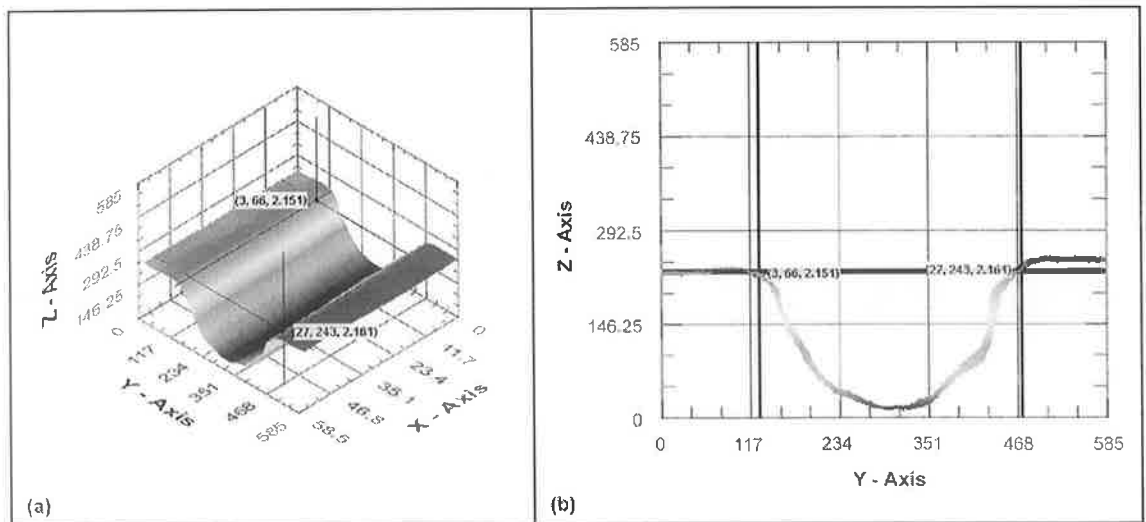 585
438.75
292.5
146.25
0
Z - Axis
(3, 66, 2.151)
(27, 243, 2.161)
117
234
351
468
585
Y - Axis
58.5
46.8
35.1
23.4
11.7
0
X - Axis
(a)
585
438.75
292.5
146.25
0
Z - Axis
(3, 66, 2.151)
(27, 243, 2.161)
0 117 234 351 468 585
Y - Axis
(b)